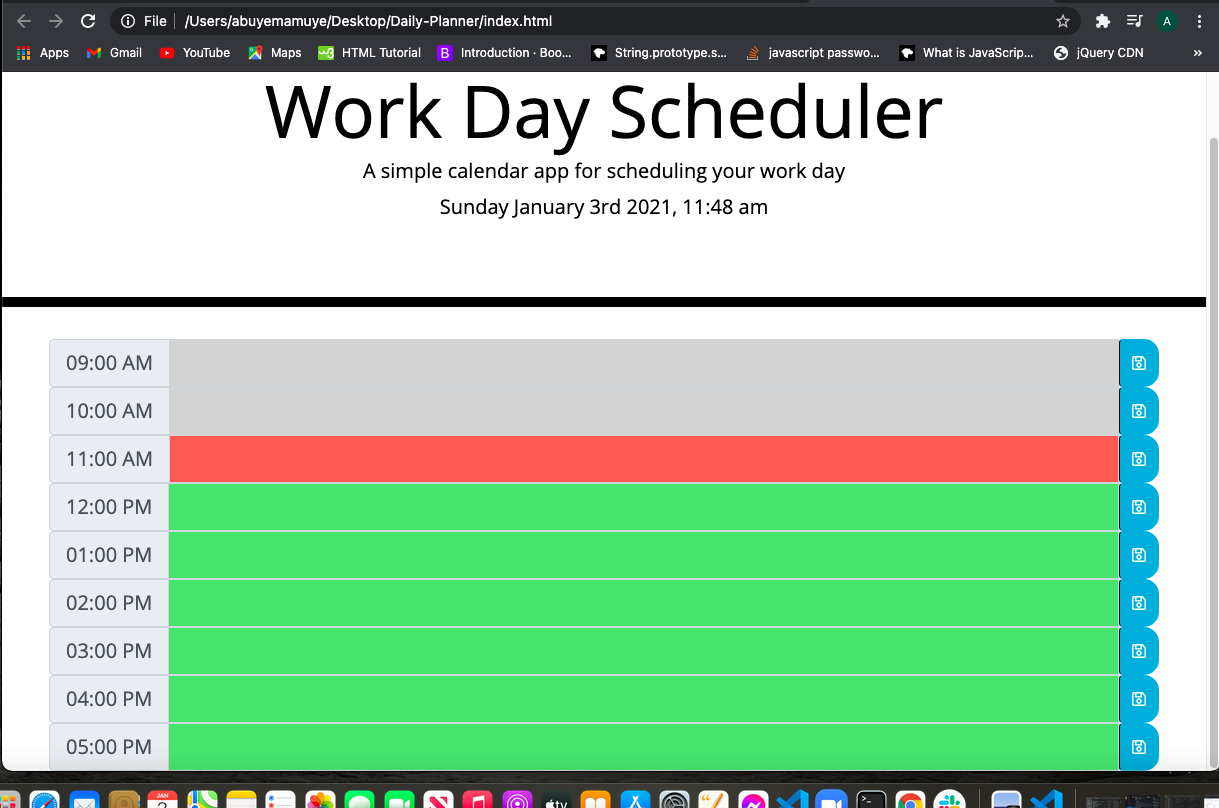 File /Users/abuyemamuye/Desktop/Daily-Planner/index.html A
Apps Gmail YouTube Maps HTML Tutorial B Introduction · Boo... String.prototype.s... javascript passwo... What is JavaScrip... jQuery CDN »
Work Day Scheduler
A simple calendar app for scheduling your work day
Sunday January 3rd 2021, 11:48 am
09:00 AM
10:00 AM
11:00 AM
12:00 PM
01:00 PM
02:00 PM
03:00 PM
04:00 PM
05:00 PM
JAN
tv